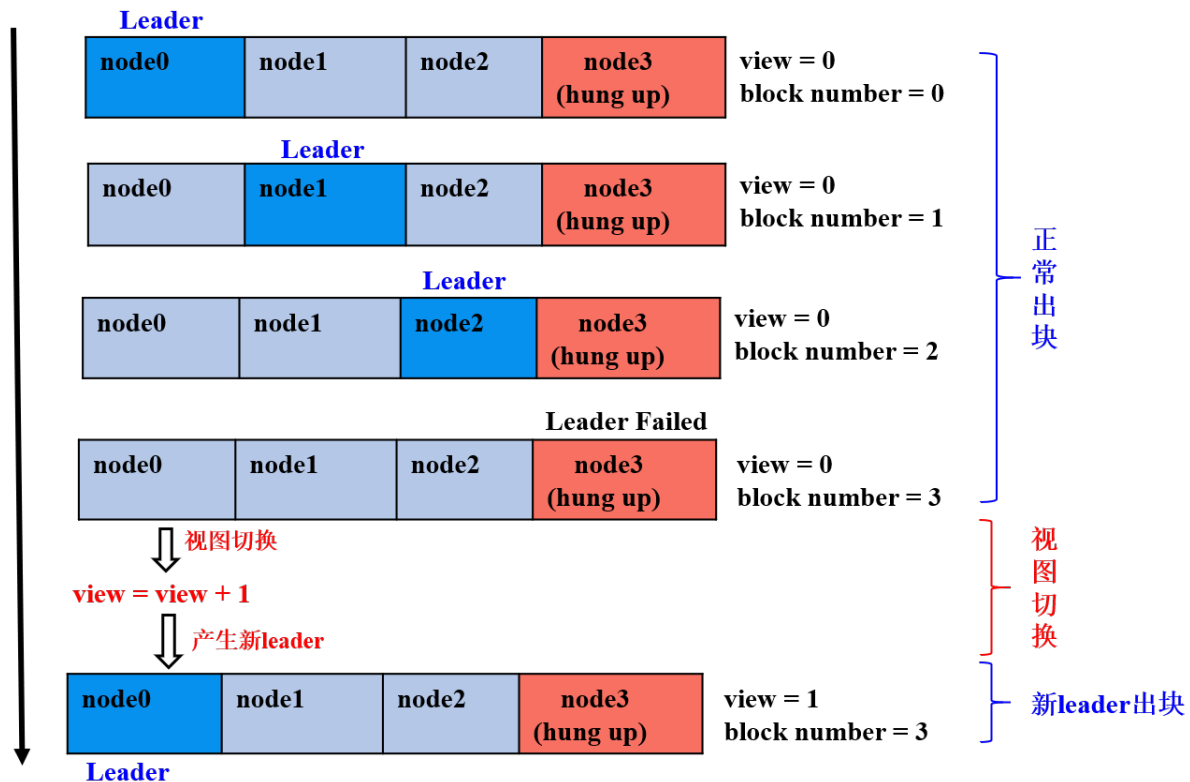 Leader
node0 node1 node2 node3 view = 0
(hung up) block number = 0
Leader
node0 node1 node2 node3 view = 0
(hung up) block number = 1
Leader
node0 node1 node2 node3 view = 0
(hung up) block number = 2
正常出块
Leader Failed
node0 node1 node2 node3 view = 0
(hung up) block number = 3
视图切换
view = view + 1
产生新leader
视图切换
node0 node1 node2 node3 view = 1
(hung up) block number = 3
新leader出块
Leader